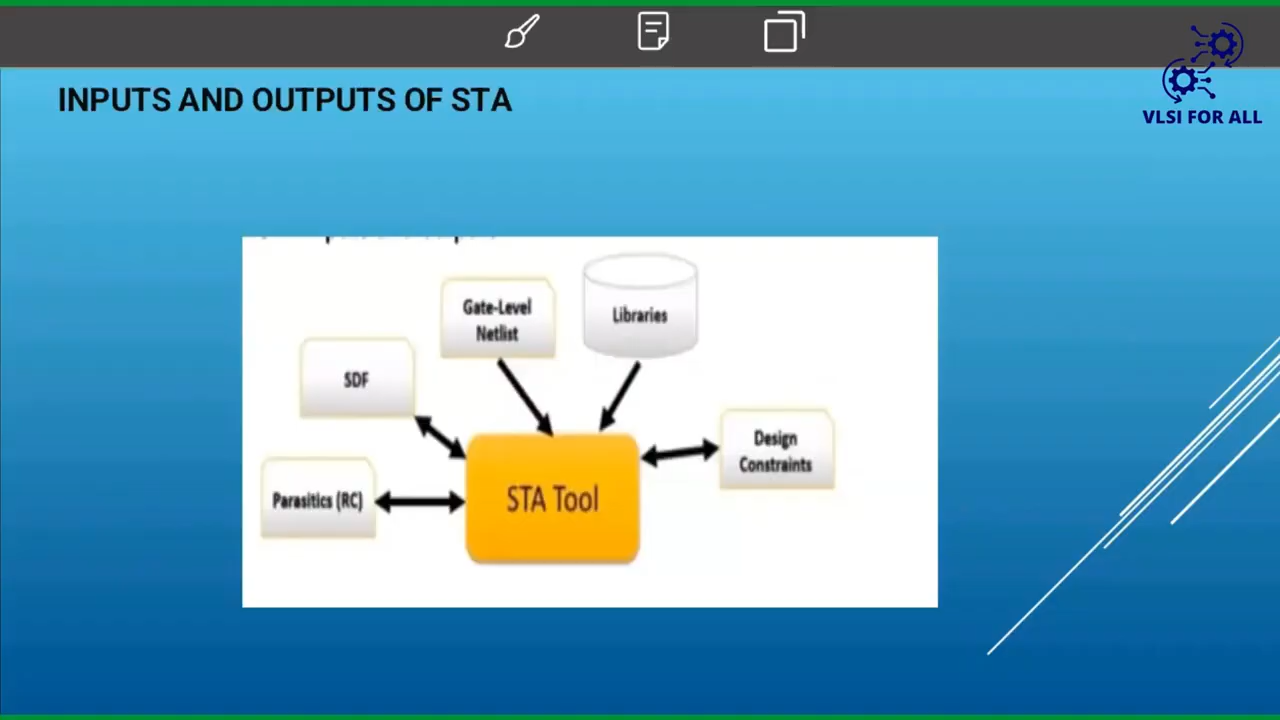 INPUTS AND OUTPUTS OF STA
VLSI FOR ALL
Gate-Level
Netlist
Libraries
SDF
Design
Constraints
Parasitics (RC)
STA Tool